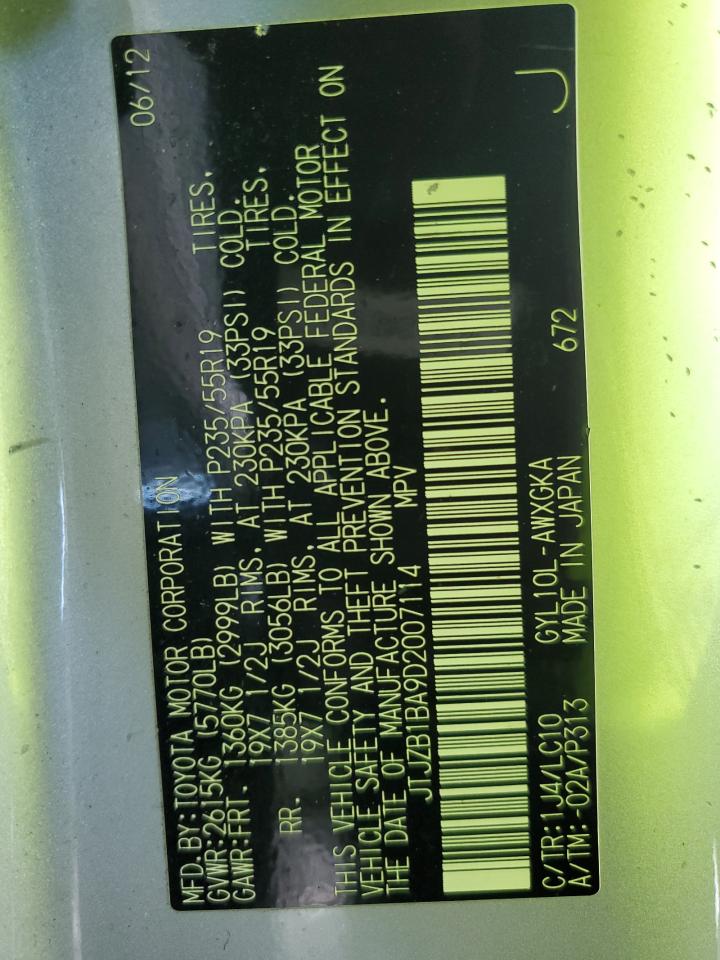 06/12
MFD. BY: TOYOTA MOTOR CORPORATION
GVWR: 2615KG (5770LB)
GAWR: FRT. 1360KG (2999LB) WITH P235/55R19 TIRES,
19X7 1/2J RIMS, AT 230KPA (33PSI) COLD.
RR. 1385KG (3056LB) WITH P235/55R19 TIRES,
19X7 1/2J RIMS, AT 230KPA (33PSI) COLD.
THIS VEHICLE CONFORMS TO ALL APPLICABLE FEDERAL MOTOR
VEHICLE SAFETY AND THEFT PREVENTION STANDARDS IN EFFECT ON
THE DATE OF MANUFACTURE SHOWN ABOVE.
JTJZB1BA9D2007114 MPV
C/TR: 1J4/LC10 GYL10L-AWXGKA J
A/TM: -02A/P313 MADE IN JAPAN 672